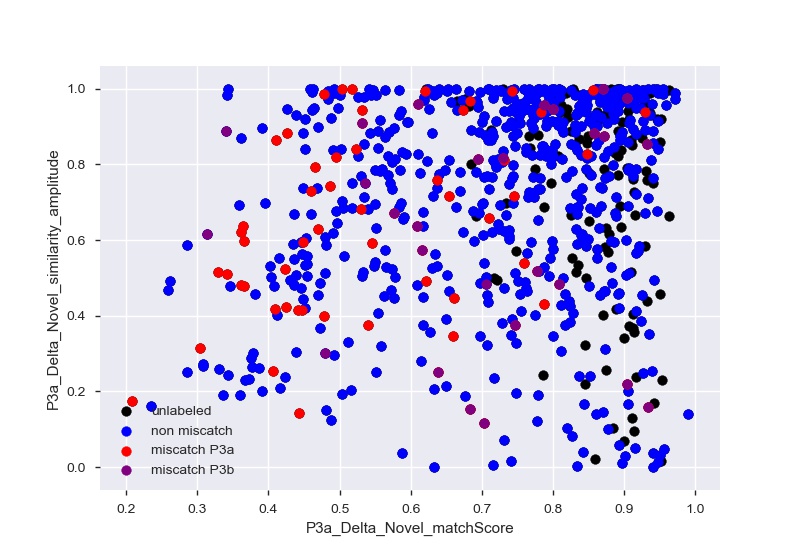 1.0
0.8
0.6
0.4
0.2
0.0
P3a_Delta_Novel_similarity_amplitude
unlabeled
non miscatch
miscatch P3a
miscatch P3b
0.2 0.3 0.4 0.5 0.6 0.7 0.8 0.9 1.0
P3a_Delta_Novel_matchScore